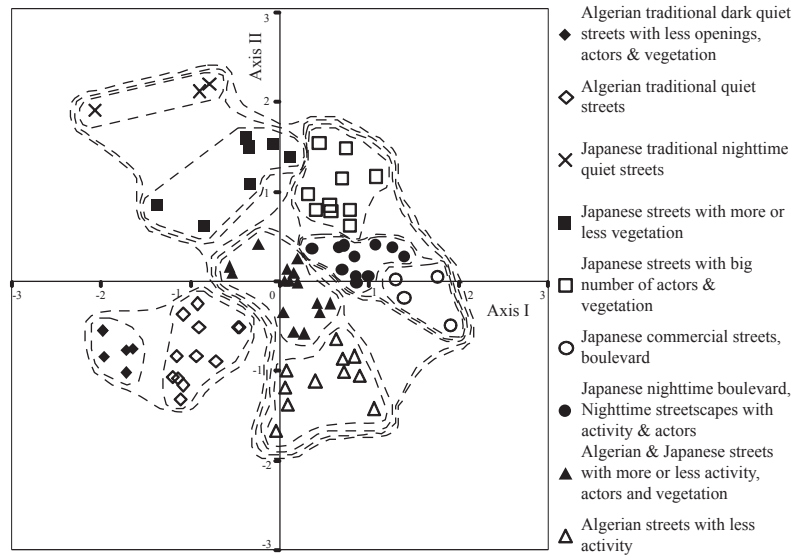 3
Axis II
2
1
-3
-2
-1
0
1
2
3
Axis I
-1
-2
-3
Algerian traditional dark quiet
streets with less openings,
actors & vegetation
Algerian traditional quiet
streets
Japanese traditional nighttime
quiet streets
Japanese streets with more or
less vegetation
Japanese streets with big
number of actors &
vegetation
Japanese commercial streets,
boulevard
Japanese nighttime boulevard,
Nighttime streetscapes with
activity & actors
Algerian & Japanese streets
with more or less activity,
actors and vegetation
Algerian streets with less
activity